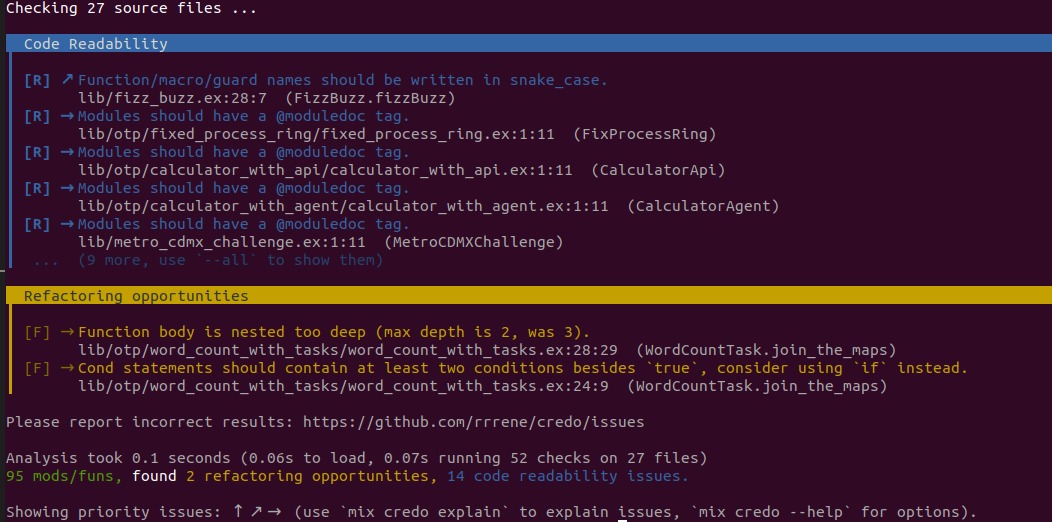 Checking 27 source files ...
Code Readability
[R] ↗ Function/macro/guard names should be written in snake_case.
lib/fizz_buzz.ex:28:7 (FizzBuzz.fizzBuzz)
[R] → Modules should have a @moduledoc tag.
lib/otp/fixed_process_ring/fixed_process_ring.ex:1:11 (FixProcessRing)
[R] → Modules should have a @moduledoc tag.
lib/otp/calculator_with_api/calculator_with_api.ex:1:11 (CalculatorApi)
[R] → Modules should have a @moduledoc tag.
lib/otp/calculator_with_agent/calculator_with_agent.ex:1:11 (CalculatorAgent)
[R] → Modules should have a @moduledoc tag.
lib/metro_cdmx_challenge.ex:1:11 (MetroCDMXChallenge)
... (9 more, use `--all` to show them)
Refactoring opportunities
[F] → Function body is nested too deep (max depth is 2, was 3).
lib/otp/word_count_with_tasks/word_count_with_tasks.ex:28:29 (WordCountTask.join_the_maps)
[F] → Cond statements should contain at least two conditions besides `true`, consider using `if` instead.
lib/otp/word_count_with_tasks/word_count_with_tasks.ex:24:9 (WordCountTask.join_the_maps)
Please report incorrect results: https://github.com/rrrene/credo/issues
Analysis took 0.1 seconds (0.06s to load, 0.07s running 52 checks on 27 files)
95 mods/funs, found 2 refactoring opportunities, 14 code readability issues.
Showing priority issues: ↑ ↗ → (use `mix credo explain` to explain issues, `mix credo --help` for options).